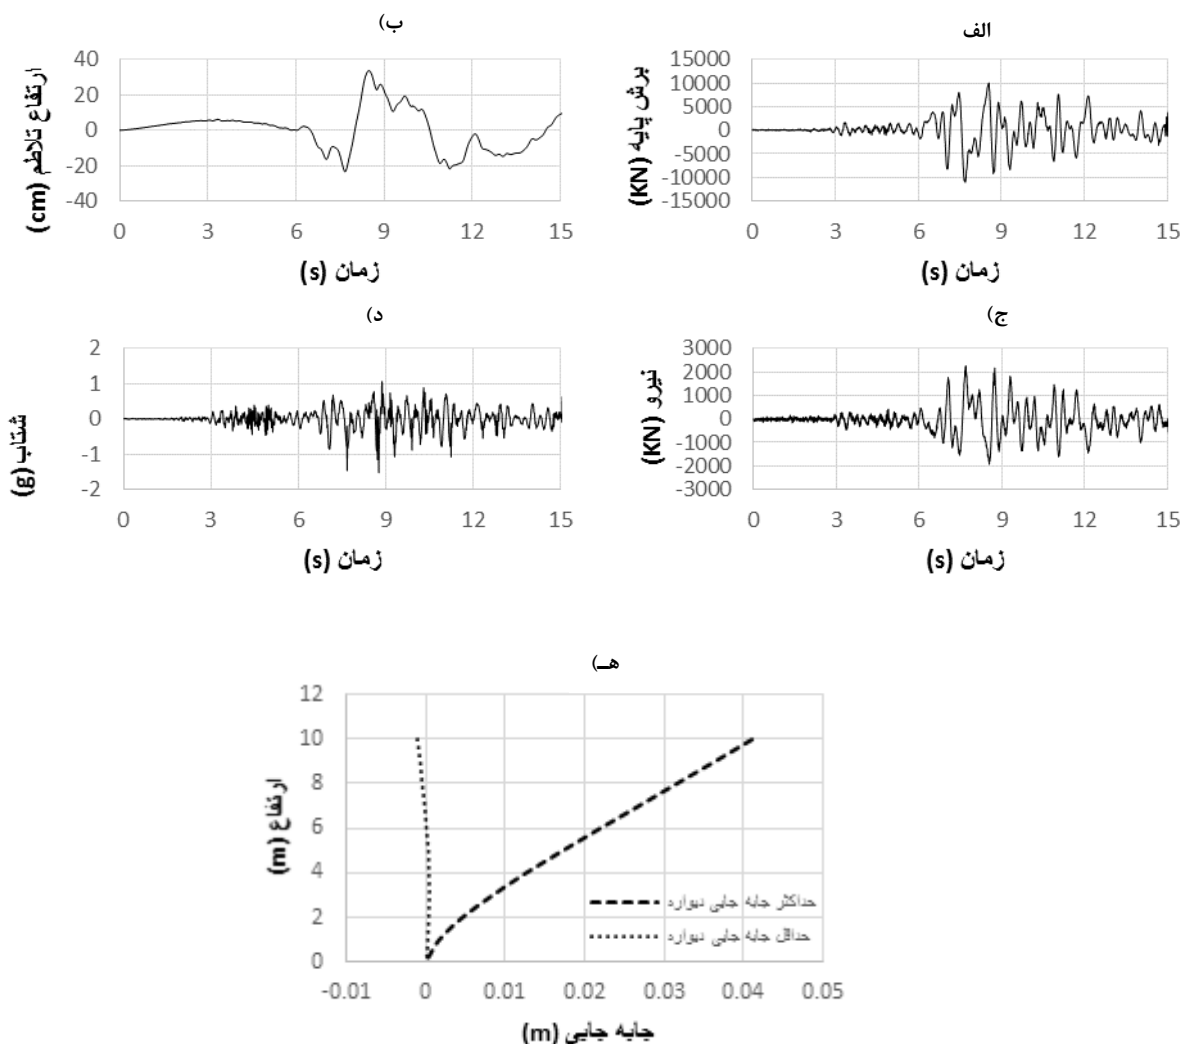 الف
برش پایه (KN)
15000
10000
5000
0
-5000
-10000
-15000
0 3 6 9 12 15
زمان (s)
ب)
ارتفاع تلاطم (cm)
40
20
0
-20
-40
0 3 6 9 12 15
زمان (s)
ج)
نیرو (KN)
3000
2000
1000
0
-1000
-2000
-3000
0 3 6 9 12 15
زمان (s)
د)
شتاب (g)
2
1
0
-1
-2
0 3 6 9 12 15
زمان (s)
هـ)
ارتفاع (m)
12
10
8
6
4
2
0
حداکثر جابه جایی دیواره
حداقل جابه جایی دیواره
-0.01 0 0.01 0.02 0.03 0.04 0.05
جابه جایی (m)